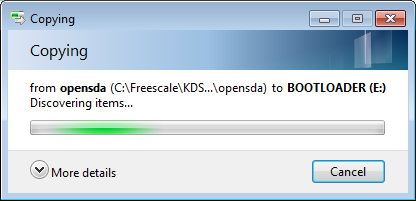 Copying
Copying
from opensda (C:\Freescale\KDS...\opensda) to BOOTLOADER (E:)
Discovering items...
More details
Cancel